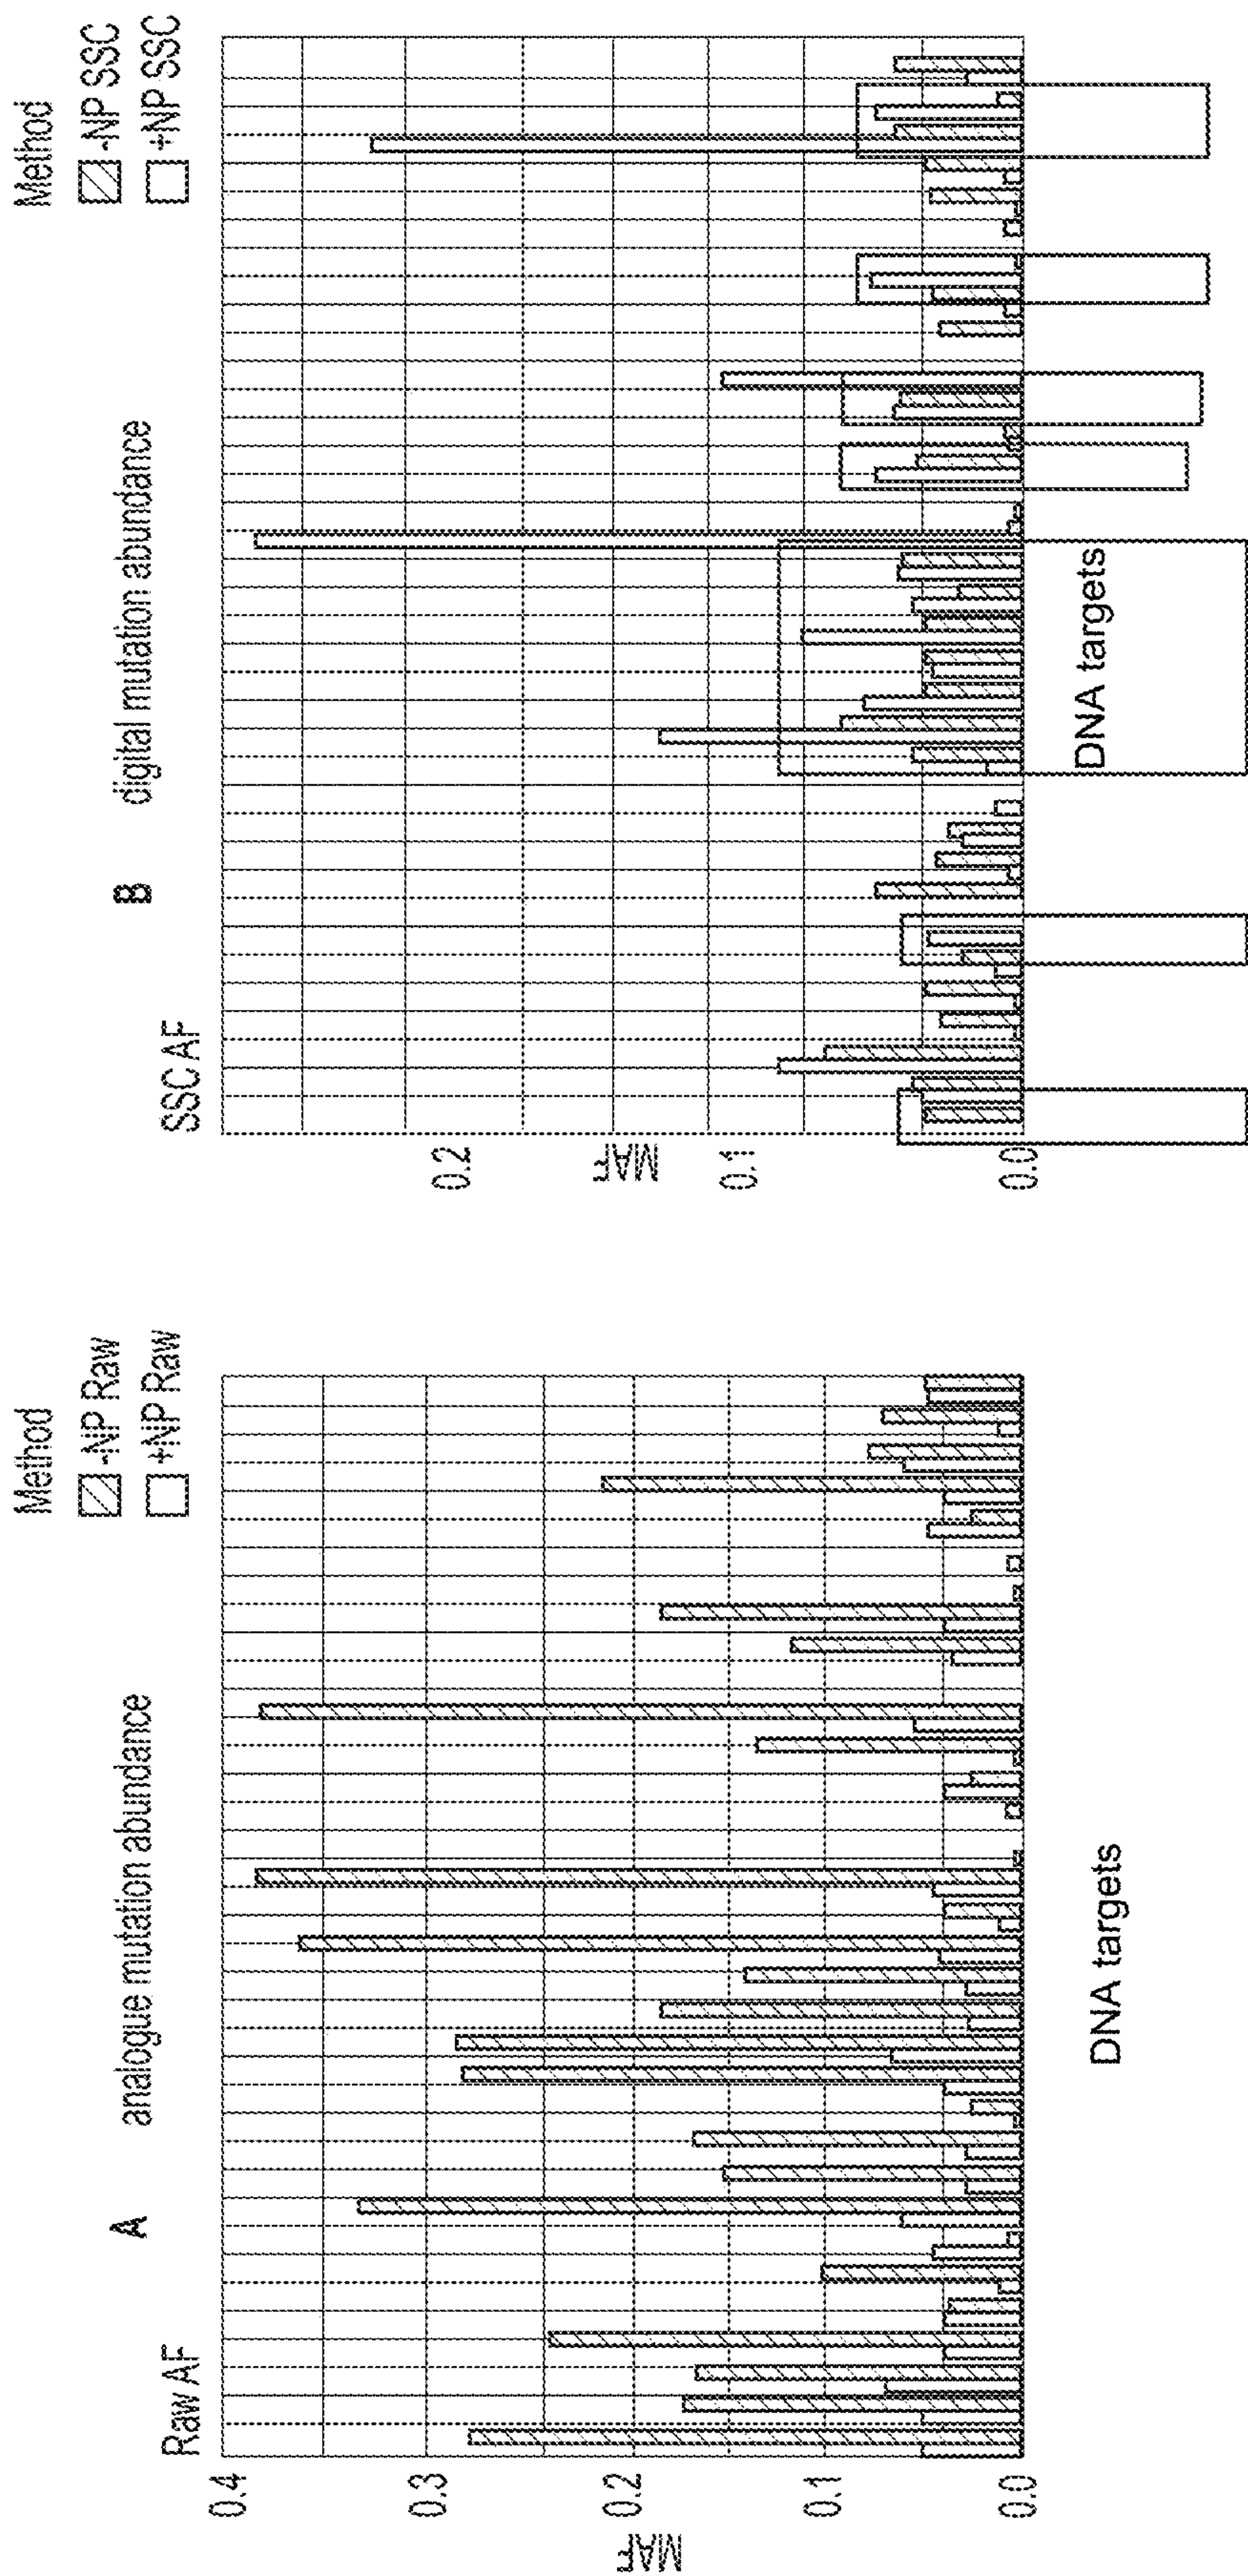 A analogue mutation abundance
Raw AF
Method
-NP Raw
+NP Raw
MAF
0.4
0.3
0.2
0.1
0.0
DNA targets
B digital mutation abundance
SSC AF
Method
-NP SSC
+NP SSC
MAF
0.2
0.1
0.0
DNA targets